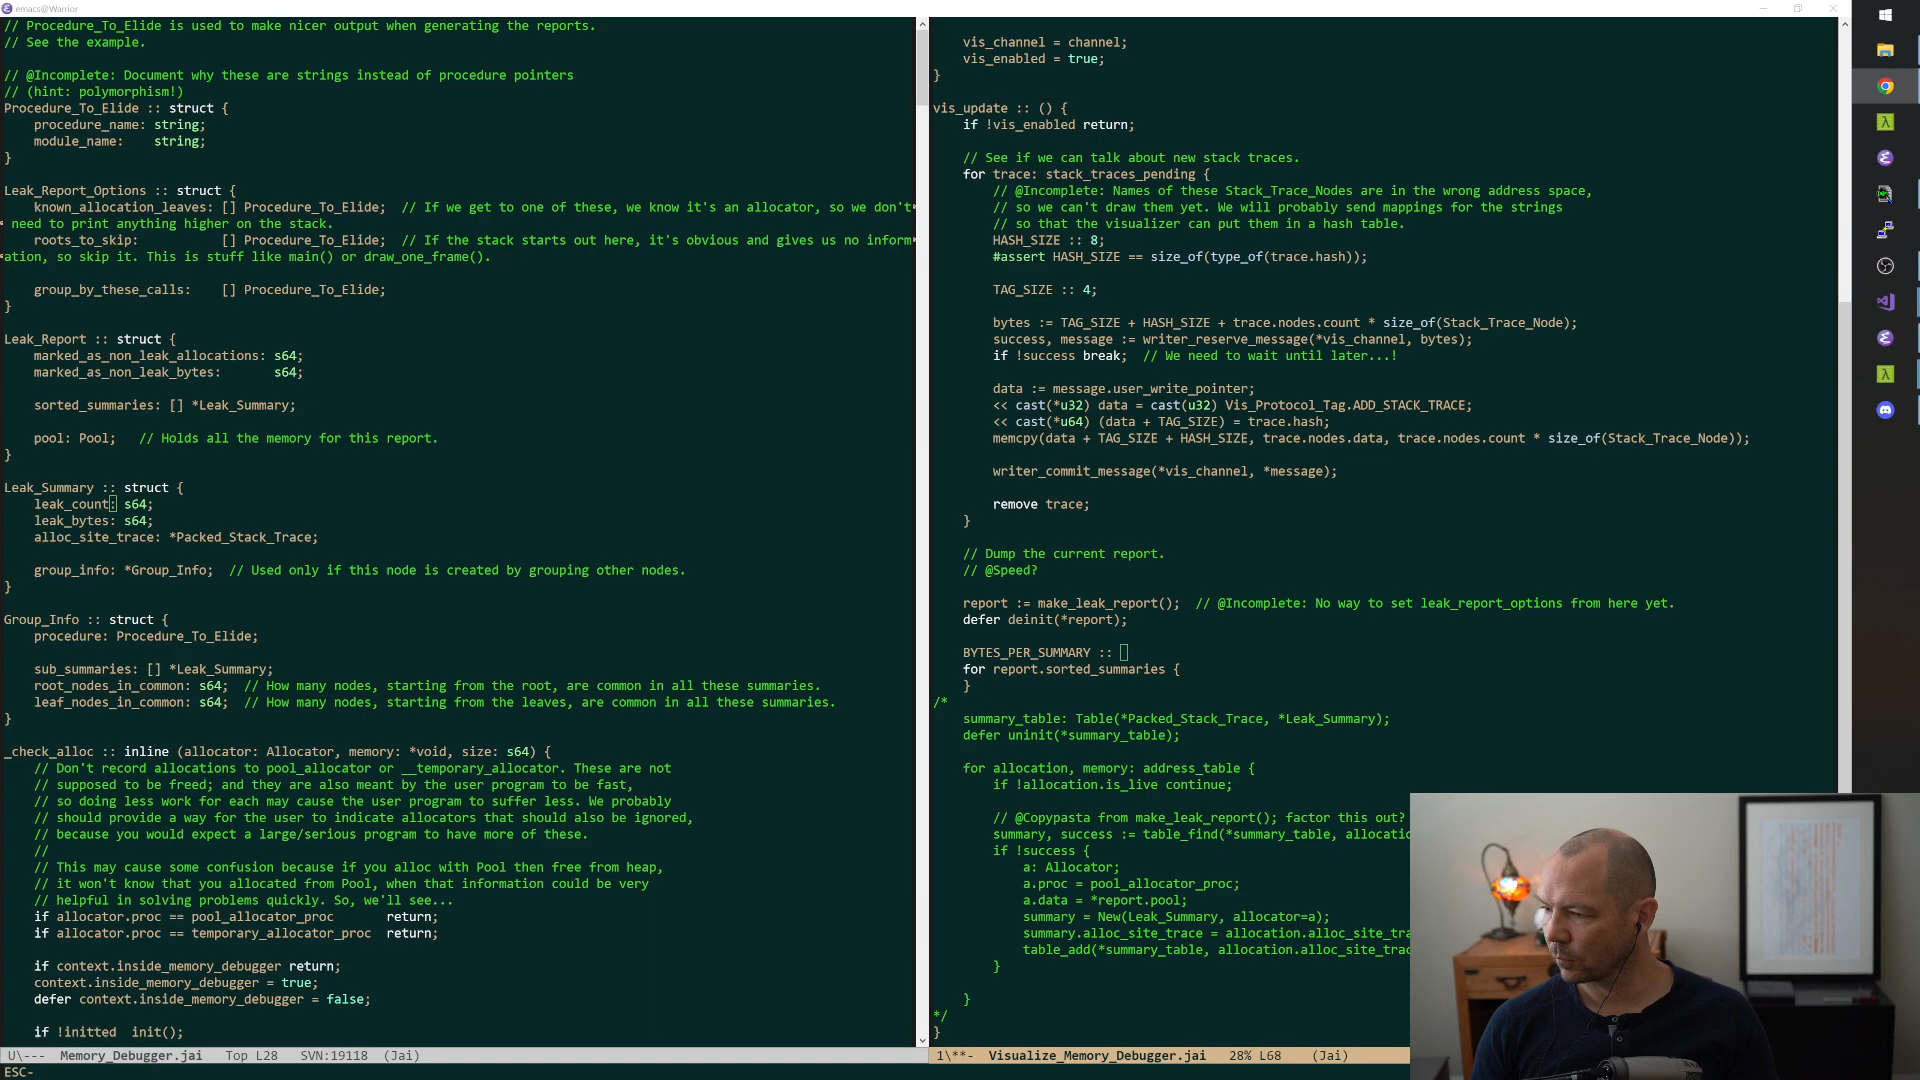 emacs@Warrior
// Procedure_To_Elide is used to make nicer output when generating the reports.
// See the example.
// @Incomplete: Document why these are strings instead of procedure pointers
// (hint: polymorphism!)
Procedure_To_Elide :: struct {
    procedure_name: string;
    module_name:    string;
}
Leak_Report_Options :: struct {
    known_allocation_leaves: [] Procedure_To_Elide;  // If we get to one of these, we know it's an allocator, so we don't
 need to print anything higher on the stack.
    roots_to_skip:           [] Procedure_To_Elide;  // If the stack starts out here, it's obvious and gives us no inform
ation, so skip it. This is stuff like main() or draw_one_frame().
    group_by_these_calls:    [] Procedure_To_Elide;
}
Leak_Report :: struct {
    marked_as_non_leak_allocations: s64;
    marked_as_non_leak_bytes:       s64;
    sorted_summaries: [] *Leak_Summary;
    pool: Pool;   // Holds all the memory for this report.
}
Leak_Summary :: struct {
    leak_count: s64;
    leak_bytes: s64;
    alloc_site_trace: *Packed_Stack_Trace;
    group_info: *Group_Info;  // Used only if this node is created by grouping other nodes.
}
Group_Info :: struct {
    procedure: Procedure_To_Elide;
    sub_summaries: [] *Leak_Summary;
    root_nodes_in_common: s64;  // How many nodes, starting from the root, are common in all these summaries.
    leaf_nodes_in_common: s64;  // How many nodes, starting from the leaves, are common in all these summaries.
}
_check_alloc :: inline (allocator: Allocator, memory: *void, size: s64) {
    // Don't record allocations to pool_allocator or __temporary_allocator. These are not
    // supposed to be freed; and they are also meant by the user program to be fast,
    // so doing less work for each may cause the user program to suffer less. We probably
    // should provide a way for the user to indicate allocators that should also be ignored,
    // because you would expect a large/serious program to have more of these.
    //
    // This may cause some confusion because if you alloc with Pool then free from heap,
    // it won't know that you allocated from Pool, when that information could be very
    // helpful in solving problems quickly. So, we'll see...
    if allocator.proc == pool_allocator_proc       return;
    if allocator.proc == temporary_allocator_proc  return;
    if context.inside_memory_debugger return;
    context.inside_memory_debugger = true;
    defer context.inside_memory_debugger = false;
    if !initted  init();
U\---  Memory_Debugger.jai   Top L28   SVN:19118  (Jai)
ESC-
    vis_channel = channel;
    vis_enabled = true;
}
vis_update :: () {
    if !vis_enabled return;
    // See if we can talk about new stack traces.
    for trace: stack_traces_pending {
        // @Incomplete: Names of these Stack_Trace_Nodes are in the wrong address space,
        // so we can't draw them yet. We will probably send mappings for the strings
        // so that the visualizer can put them in a hash table.
        HASH_SIZE :: 8;
        #assert HASH_SIZE == size_of(type_of(trace.hash));
        TAG_SIZE :: 4;
        bytes := TAG_SIZE + HASH_SIZE + trace.nodes.count * size_of(Stack_Trace_Node);
        success, message := writer_reserve_message(*vis_channel, bytes);
        if !success break;  // We need to wait until later...!
        data := message.user_write_pointer;
        << cast(*u32) data = cast(u32) Vis_Protocol_Tag.ADD_STACK_TRACE;
        << cast(*u64) (data + TAG_SIZE) = trace.hash;
        memcpy(data + TAG_SIZE + HASH_SIZE, trace.nodes.data, trace.nodes.count * size_of(Stack_Trace_Node));
        writer_commit_message(*vis_channel, *message);
        remove trace;
    }
    // Dump the current report.
    // @Speed?
    report := make_leak_report();  // @Incomplete: No way to set leak_report_options from here yet.
    defer deinit(*report);
    BYTES_PER_SUMMARY ::
    for report.sorted_summaries {
    }
/*
    summary_table: Table(*Packed_Stack_Trace, *Leak_Summary);
    defer uninit(*summary_table);
    for allocation, memory: address_table {
        if !allocation.is_live continue;
        // @Copypasta from make_leak_report(); factor this out?
        summary, success := table_find(*summary_table, allocatio
        if !success {
            a: Allocator;
            a.proc = pool_allocator_proc;
            a.data = *report.pool;
            summary = New(Leak_Summary, allocator=a);
            summary.alloc_site_trace = allocation.alloc_site_tra
            table_add(*summary_table, allocation.alloc_site_trac
        }
    }
*/
}
1\**-  Visualize_Memory_Debugger.jai   28% L68    (Jai)